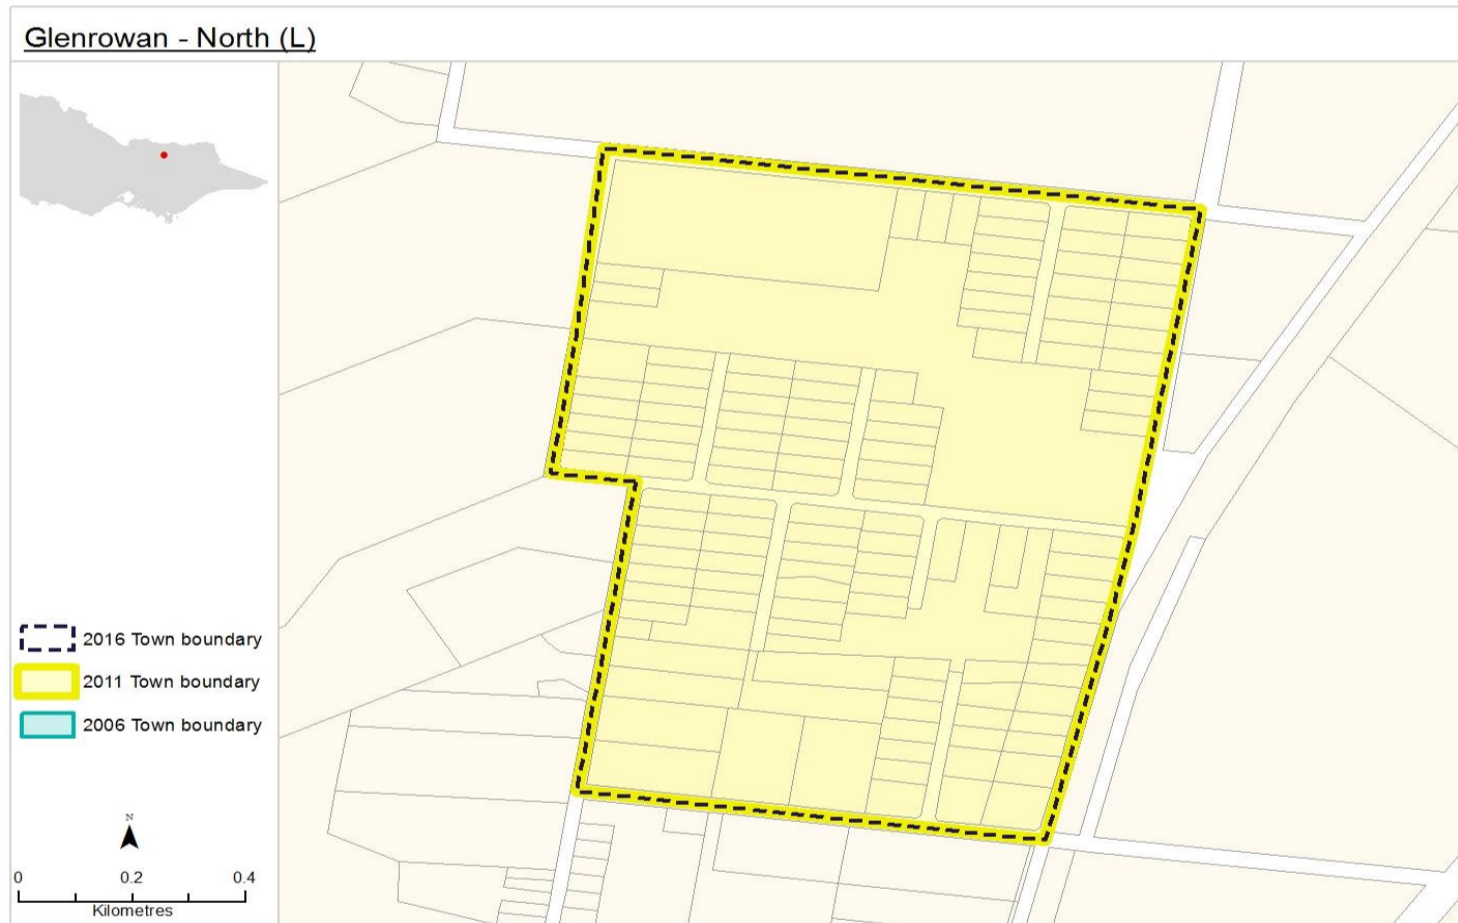 Glenrowan - North (L)
2016 Town boundary
2011 Town boundary
2006 Town boundary
N
0 0.2 0.4
Kilometres